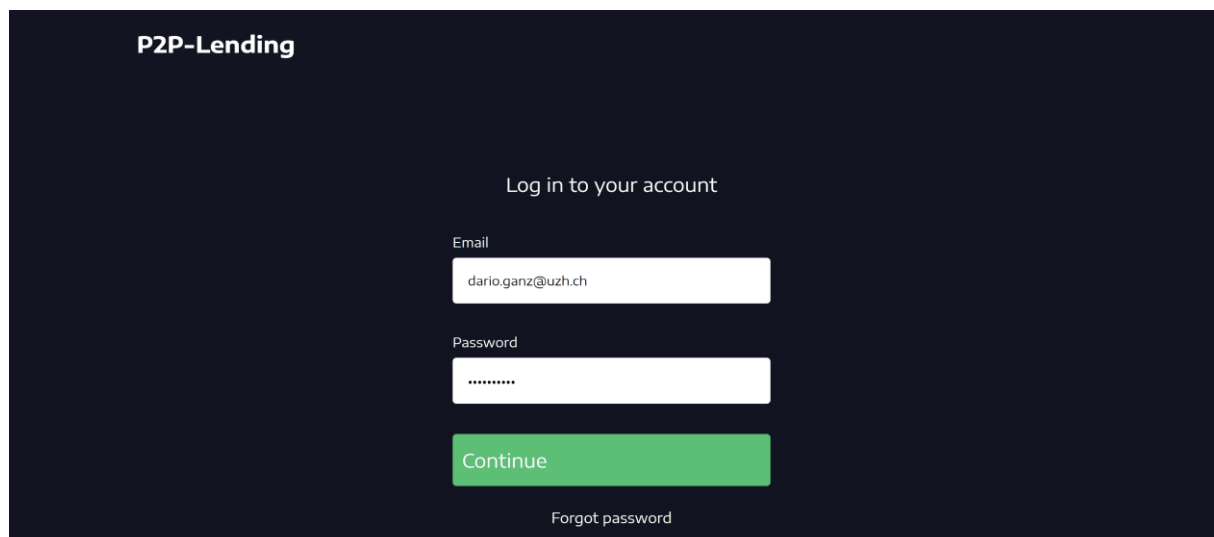 P2P-Lending
Log in to your account
Email
dario.ganz@uzh.ch
Password
••••••••••
Continue
Forgot password